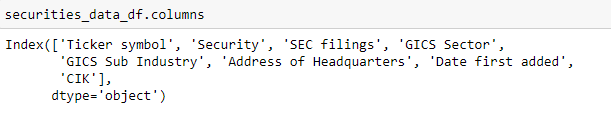 securities_data_df.columns
Index(['Ticker symbol', 'Security', 'SEC filings', 'GICS Sector',
'GICS Sub Industry', 'Address of Headquarters', 'Date first added',
'CIK'],
dtype='object')